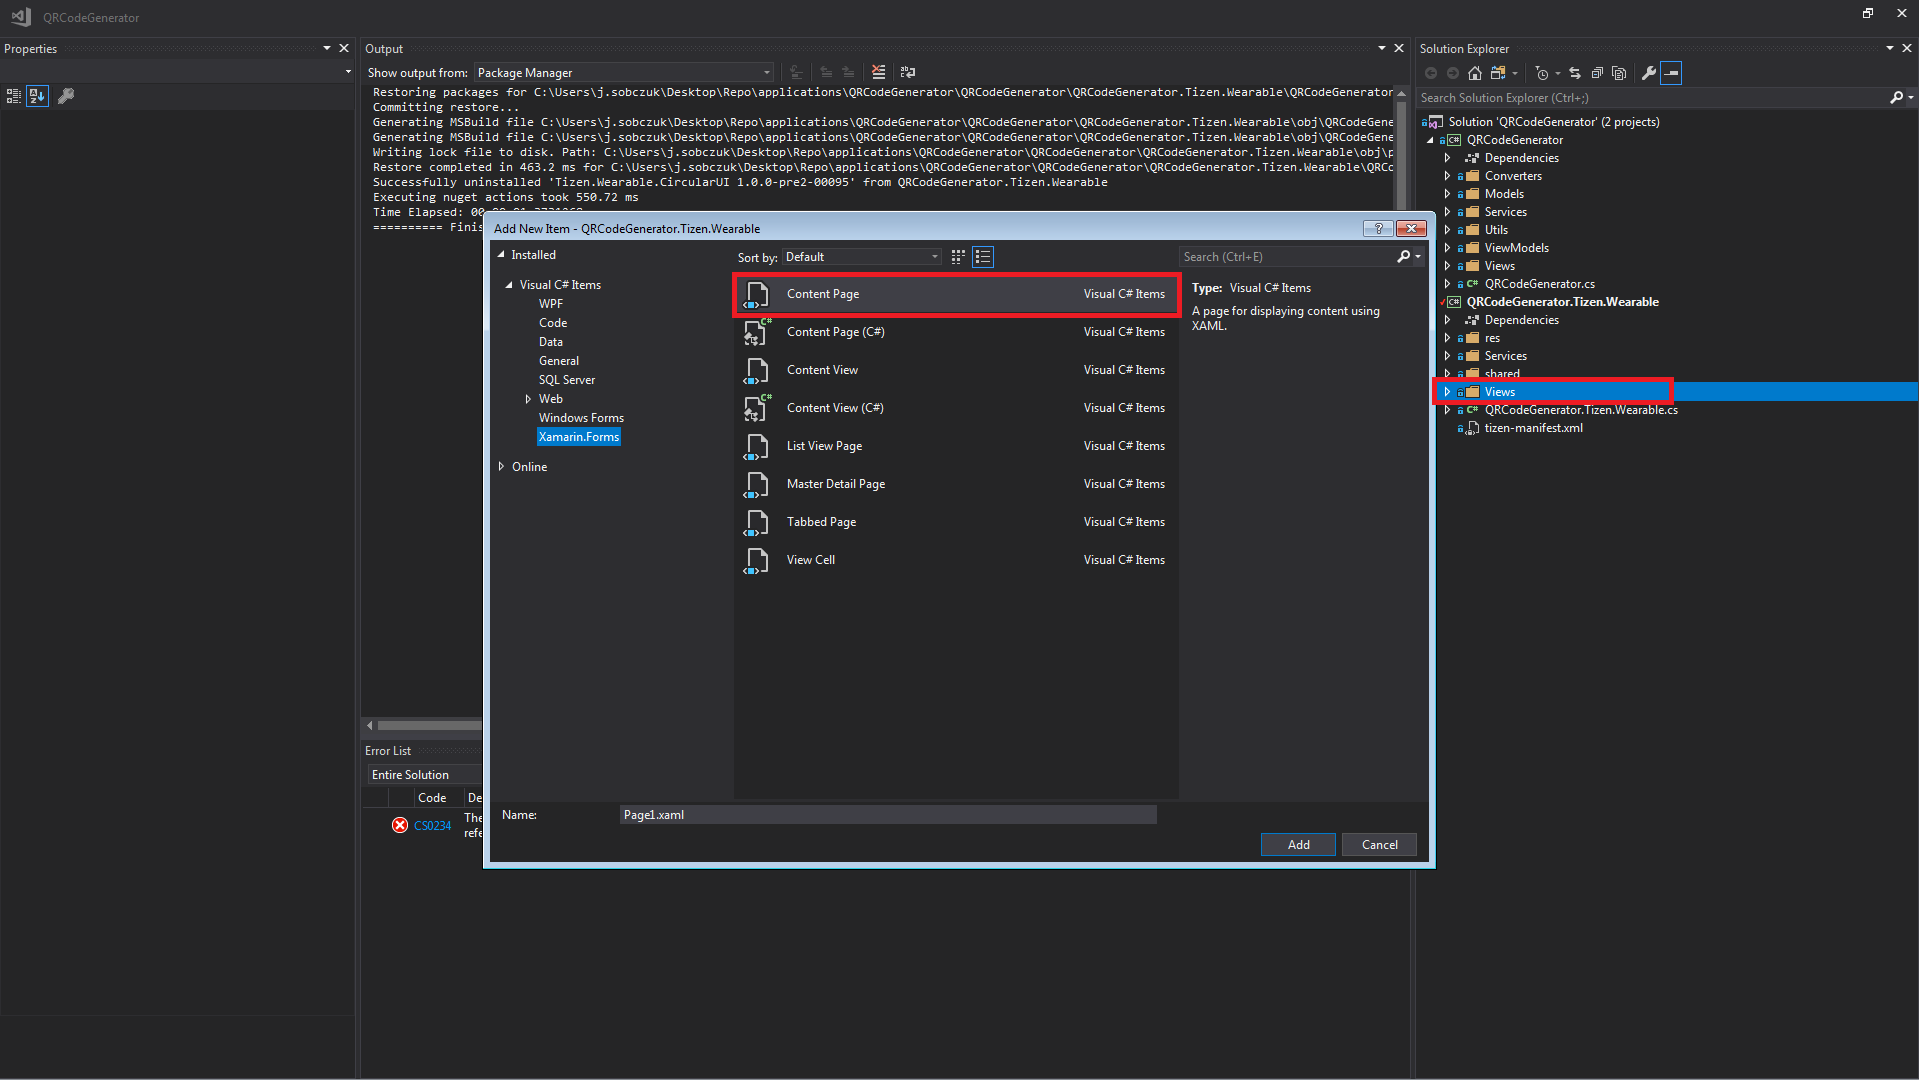 QRCodeGenerator
Properties
Output
Show output from: Package Manager
Restoring packages for C:\Users\j.sobczuk\Desktop\Repo\applications\QRCodeGenerator\QRCodeGenerator\QRCodeGenerator.Tizen.Wearable\QRCodeGenerator
Committing restore...
Generating MSBuild file C:\Users\j.sobczuk\Desktop\Repo\applications\QRCodeGenerator\QRCodeGenerator\QRCodeGenerator.Tizen.Wearable\obj\QRCodeGene
Generating MSBuild file C:\Users\j.sobczuk\Desktop\Repo\applications\QRCodeGenerator\QRCodeGenerator\QRCodeGenerator.Tizen.Wearable\obj\QRCodeGene
Writing lock file to disk. Path: C:\Users\j.sobczuk\Desktop\Repo\applications\QRCodeGenerator\QRCodeGenerator\QRCodeGenerator.Tizen.Wearable\obj\p
Restore completed in 463.2 ms for C:\Users\j.sobczuk\Desktop\Repo\applications\QRCodeGenerator\QRCodeGenerator\QRCodeGenerator.Tizen.Wearable\QRCo
Successfully uninstalled 'Tizen.Wearable.CircularUI 1.0.0-pre2-00095' from QRCodeGenerator.Tizen.Wearable
Executing nuget actions took 550.72 ms
Time Elapsed:
========== Finis
Add New Item - QRCodeGenerator.Tizen.Wearable
Installed
Visual C# Items
WPF
Code
Data
General
SQL Server
Web
Windows Forms
Xamarin.Forms
Online
Sort by: Default
Search (Ctrl+E)
Content Page Visual C# Items
Content Page (C#) Visual C# Items
Content View Visual C# Items
Content View (C#) Visual C# Items
List View Page Visual C# Items
Master Detail Page Visual C# Items
Tabbed Page Visual C# Items
View Cell Visual C# Items
Type: Visual C# Items
A page for displaying content using
XAML.
Name: Page1.xaml
Add Cancel
Error List
Entire Solution
Code De
CS0234 The
refe
Solution Explorer
Search Solution Explorer (Ctrl+;)
Solution 'QRCodeGenerator' (2 projects)
QRCodeGenerator
Dependencies
Converters
Models
Services
Utils
ViewModels
Views
C# QRCodeGenerator.cs
QRCodeGenerator.Tizen.Wearable
Dependencies
res
Services
shared
Views
C# QRCodeGenerator.Tizen.Wearable.cs
tizen-manifest.xml